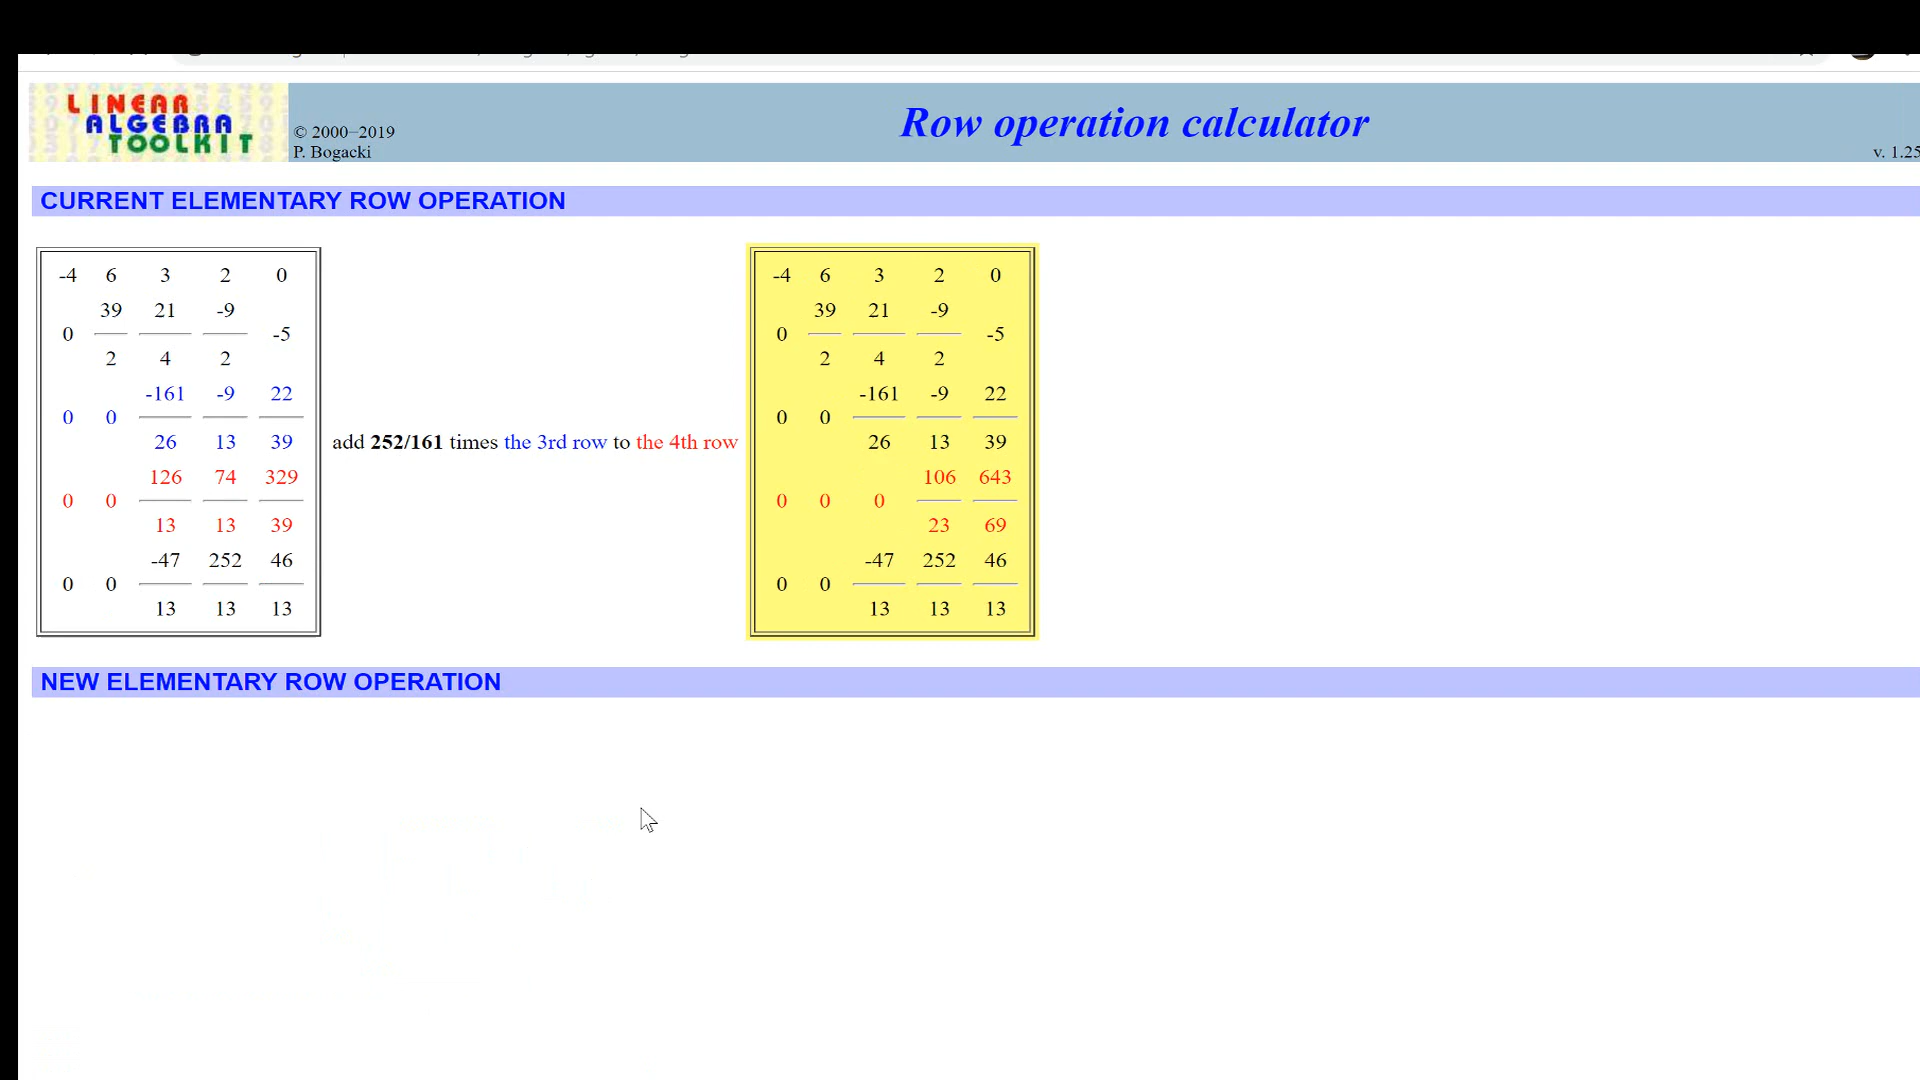 LINEAR
ALGEBRA
TOOLKIT
© 2000−2019
P. Bogacki
Row operation calculator
v. 1.25
CURRENT ELEMENTARY ROW OPERATION
-4 6 3 2 0
39 21 -9
0 -5
2 4 2
-161 -9 22
0 0
26 13 39
126 74 329
0 0
13 13 39
-47 252 46
0 0
13 13 13
add 252/161 times the 3rd row to the 4th row
-4 6 3 2 0
39 21 -9
0 -5
2 4 2
-161 -9 22
0 0
26 13 39
106 643
0 0 0
23 69
-47 252 46
0 0
13 13 13
NEW ELEMENTARY ROW OPERATION